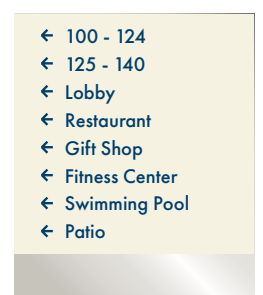 ← 100 - 124
← 125 - 140
← Lobby
← Restaurant
← Gift Shop
← Fitness Center
← Swimming Pool
← Patio